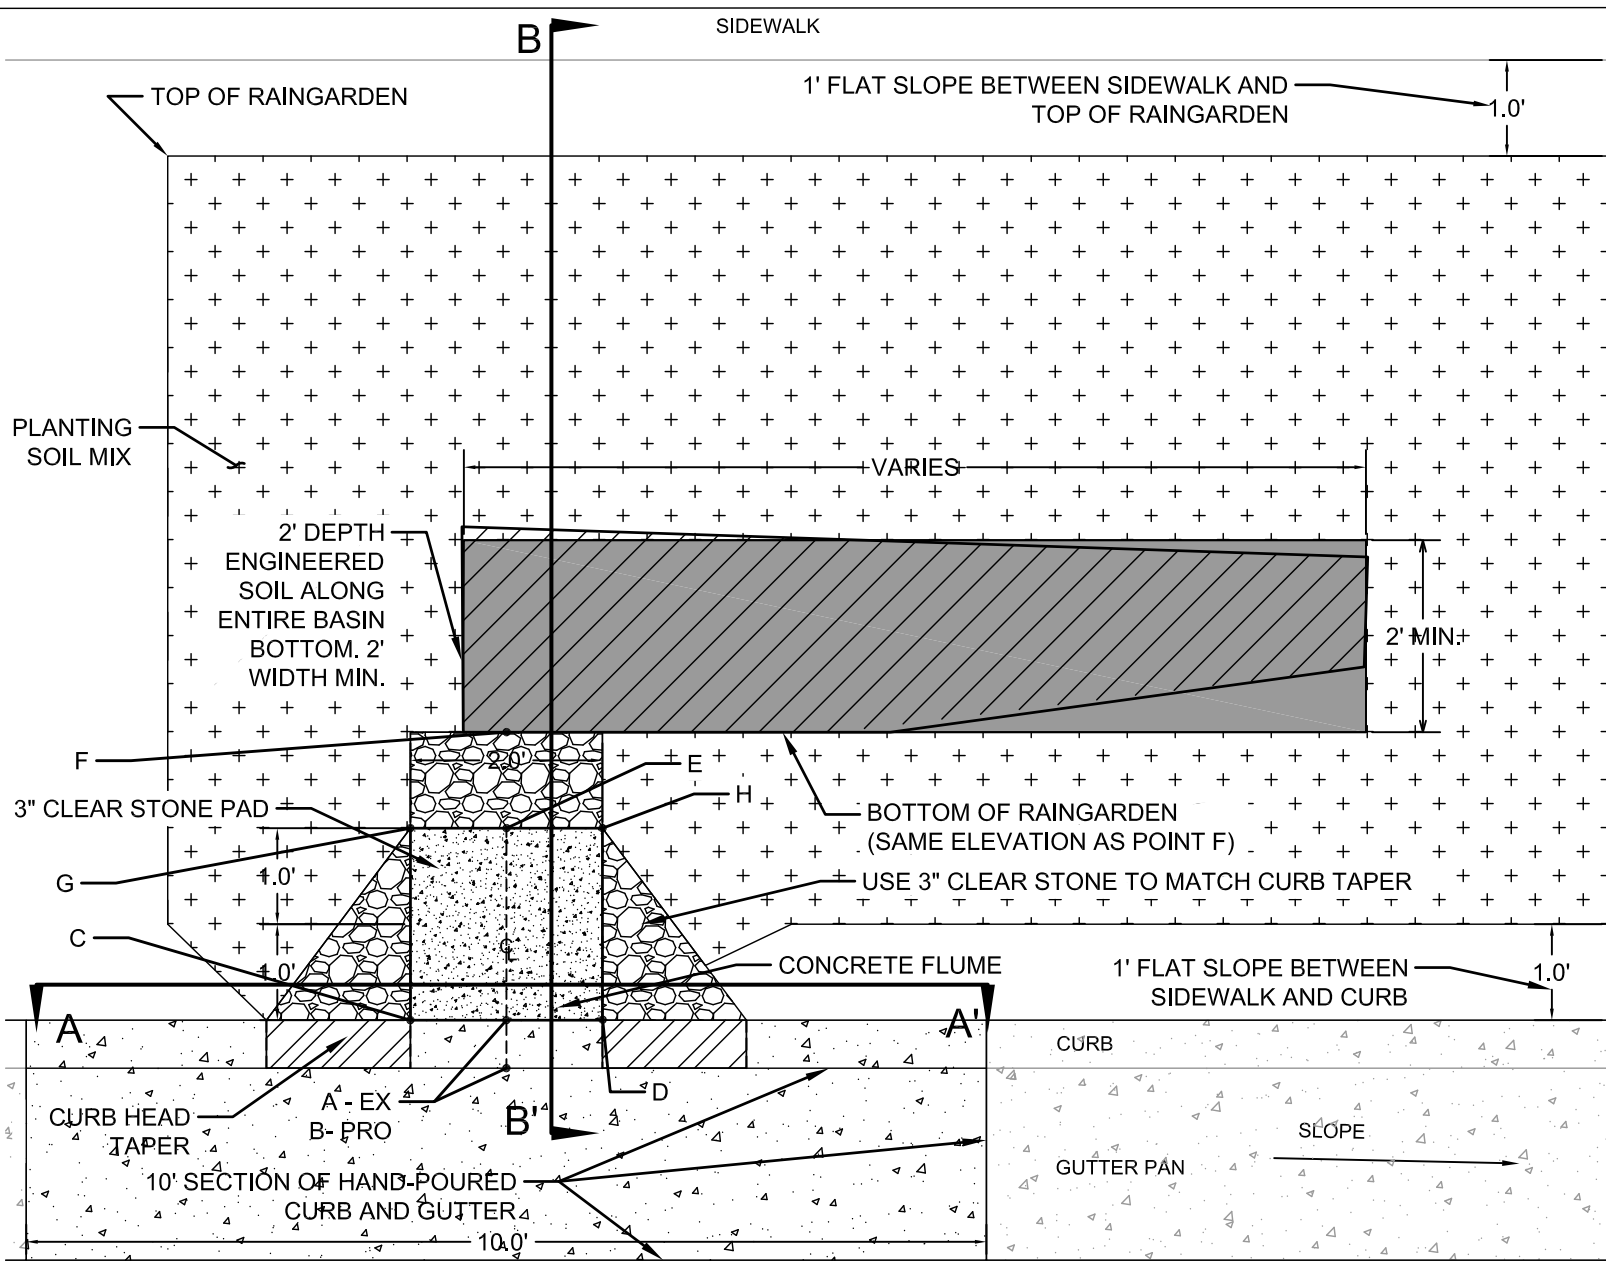 SIDEWALK
B
TOP OF RAINGARDEN
1' FLAT SLOPE BETWEEN SIDEWALK AND
TOP OF RAINGARDEN
1.0'
PLANTING
SOIL MIX
VARIES
2' DEPTH
ENGINEERED
SOIL ALONG
ENTIRE BASIN
BOTTOM. 2'
WIDTH MIN.
2' MIN.
F
2.0'
E
H
3" CLEAR STONE PAD
BOTTOM OF RAINGARDEN
(SAME ELEVATION AS POINT F)
G
1.0'
USE 3" CLEAR STONE TO MATCH CURB TAPER
C
1.0'
CL
CONCRETE FLUME
1' FLAT SLOPE BETWEEN
SIDEWALK AND CURB
1.0'
A
A'
CURB
D
A - EX
B- PRO
B'
CURB HEAD
TAPER
SLOPE
GUTTER PAN
10' SECTION OF HAND-POURED
CURB AND GUTTER
10.0'